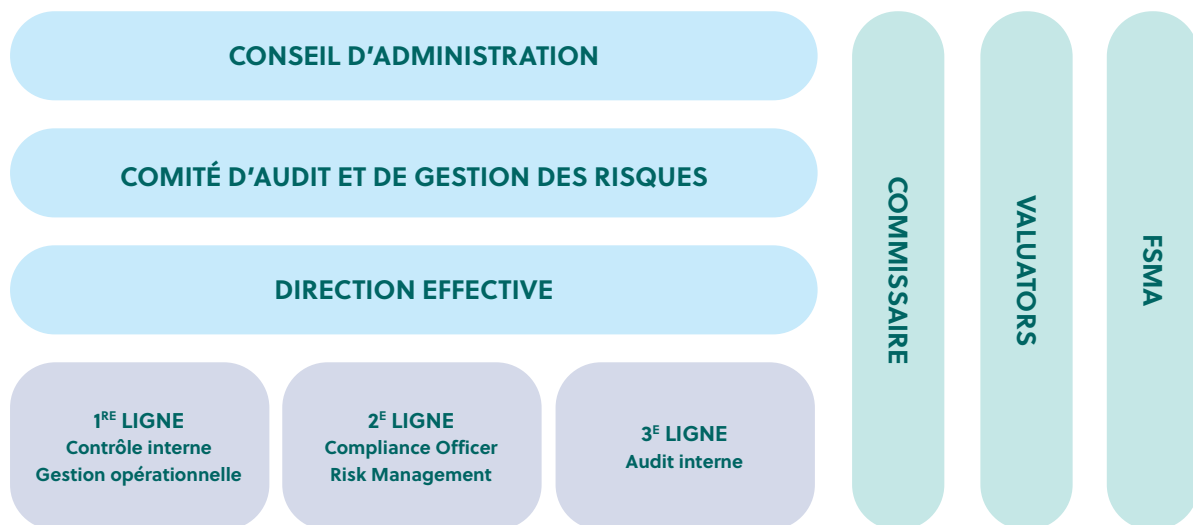 CONSEIL D’ADMINISTRATION
COMITÉ D’AUDIT ET DE GESTION DES RISQUES
DIRECTION EFFECTIVE
1RE LIGNE
Contrôle interne
Gestion opérationnelle
2E LIGNE
Compliance Officer
Risk Management
3E LIGNE
Audit interne
COMMISSAIRE
VALUATORS
FSMA